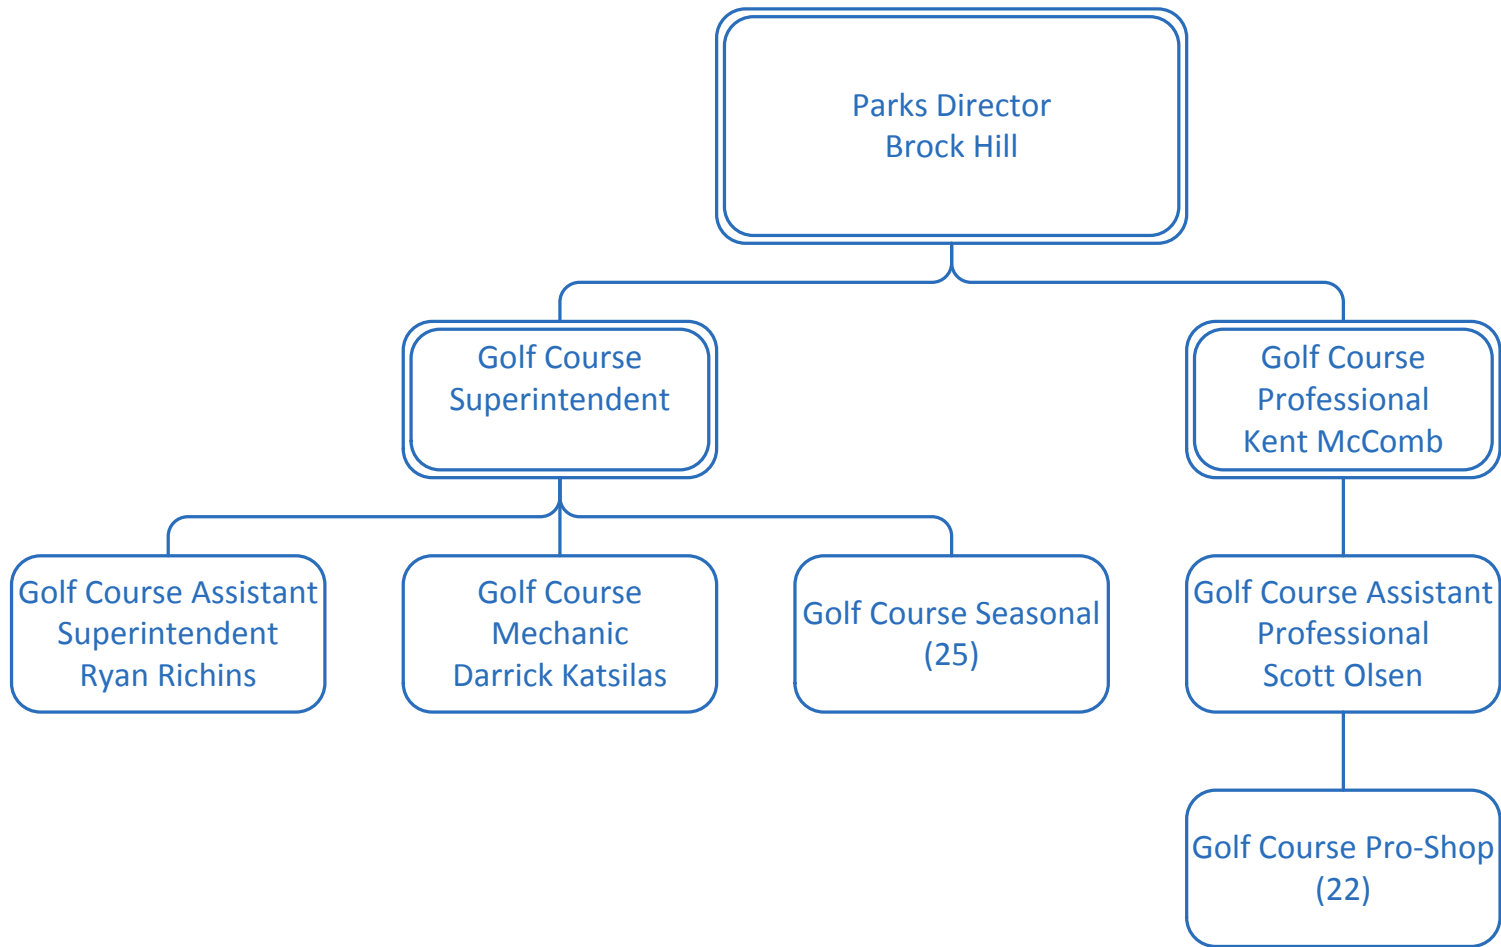 Parks Director
Brock Hill
Golf Course
Superintendent
Golf Course
Professional
Kent McComb
Golf Course Assistant
Superintendent
Ryan Richins
Golf Course
Mechanic
Darrick Katsilas
Golf Course Seasonal
(25)
Golf Course Assistant
Professional
Scott Olsen
Golf Course Pro-Shop
(22)